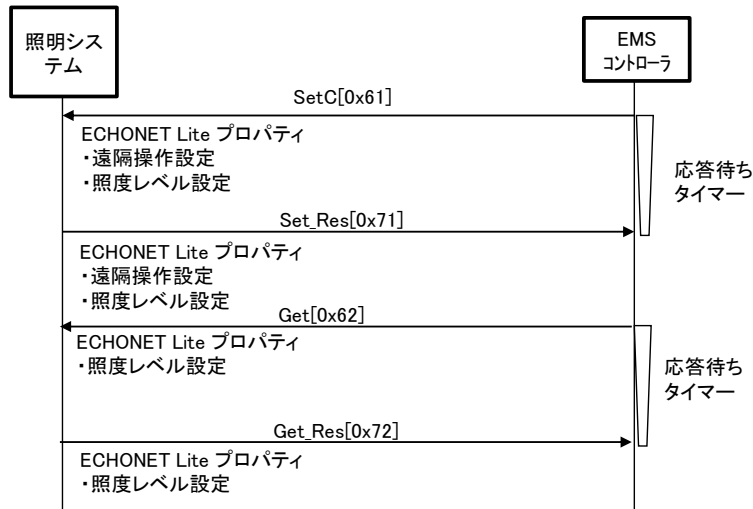 照明シス
テム
EMS
コントローラ
SetC[0x61]
ECHONET Lite プロパティ
・遠隔操作設定
・照度レベル設定
応答待ち
タイマー
Set_Res[0x71]
ECHONET Lite プロパティ
・遠隔操作設定
・照度レベル設定
Get[0x62]
ECHONET Lite プロパティ
・照度レベル設定
応答待ち
タイマー
Get_Res[0x72]
ECHONET Lite プロパティ
・照度レベル設定